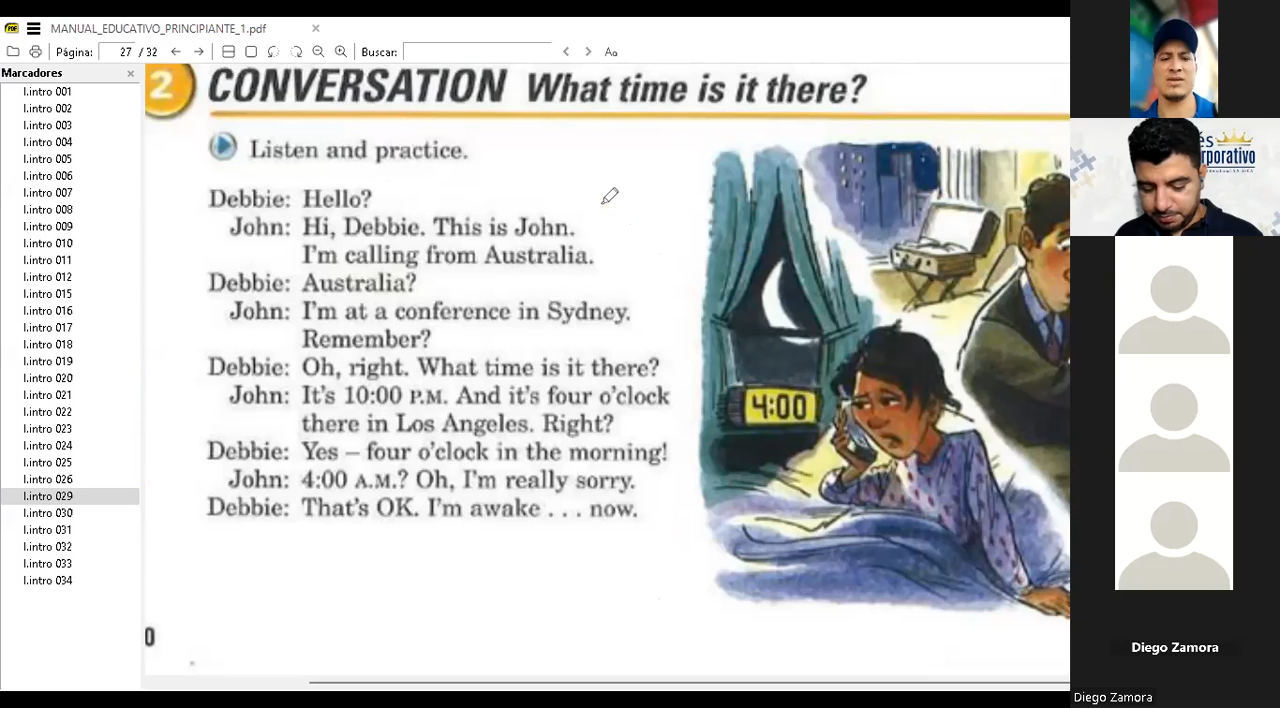 MANUAL_EDUCATIVO_PRINCIPIANTE_1.pdf
Página: 27 / 32
Buscar:
Aa
Marcadores
I.intro 001
I.intro 002
I.intro 003
I.intro 004
I.intro 005
I.intro 006
I.intro 007
I.intro 008
I.intro 009
I.intro 010
I.intro 011
I.intro 012
I.intro 015
I.intro 016
I.intro 017
I.intro 018
I.intro 019
I.intro 020
I.intro 021
I.intro 022
I.intro 023
I.intro 024
I.intro 025
I.intro 026
I.intro 029
I.intro 030
I.intro 031
I.intro 032
I.intro 033
I.intro 034
2 CONVERSATION What time is it there?
Listen and practice.
Debbie: Hello?
John: Hi, Debbie. This is John.
I'm calling from Australia.
Debbie: Australia?
John: I'm at a conference in Sydney.
Remember?
Debbie: Oh, right. What time is it there?
John: It's 10:00 P.M. And it's four o'clock
there in Los Angeles. Right?
Debbie: Yes – four o'clock in the morning!
John: 4:00 A.M.? Oh, I'm really sorry.
Debbie: That's OK. I'm awake . . . now.
4:00
0
és
rporativo
Diego Zamora
Diego Zamora